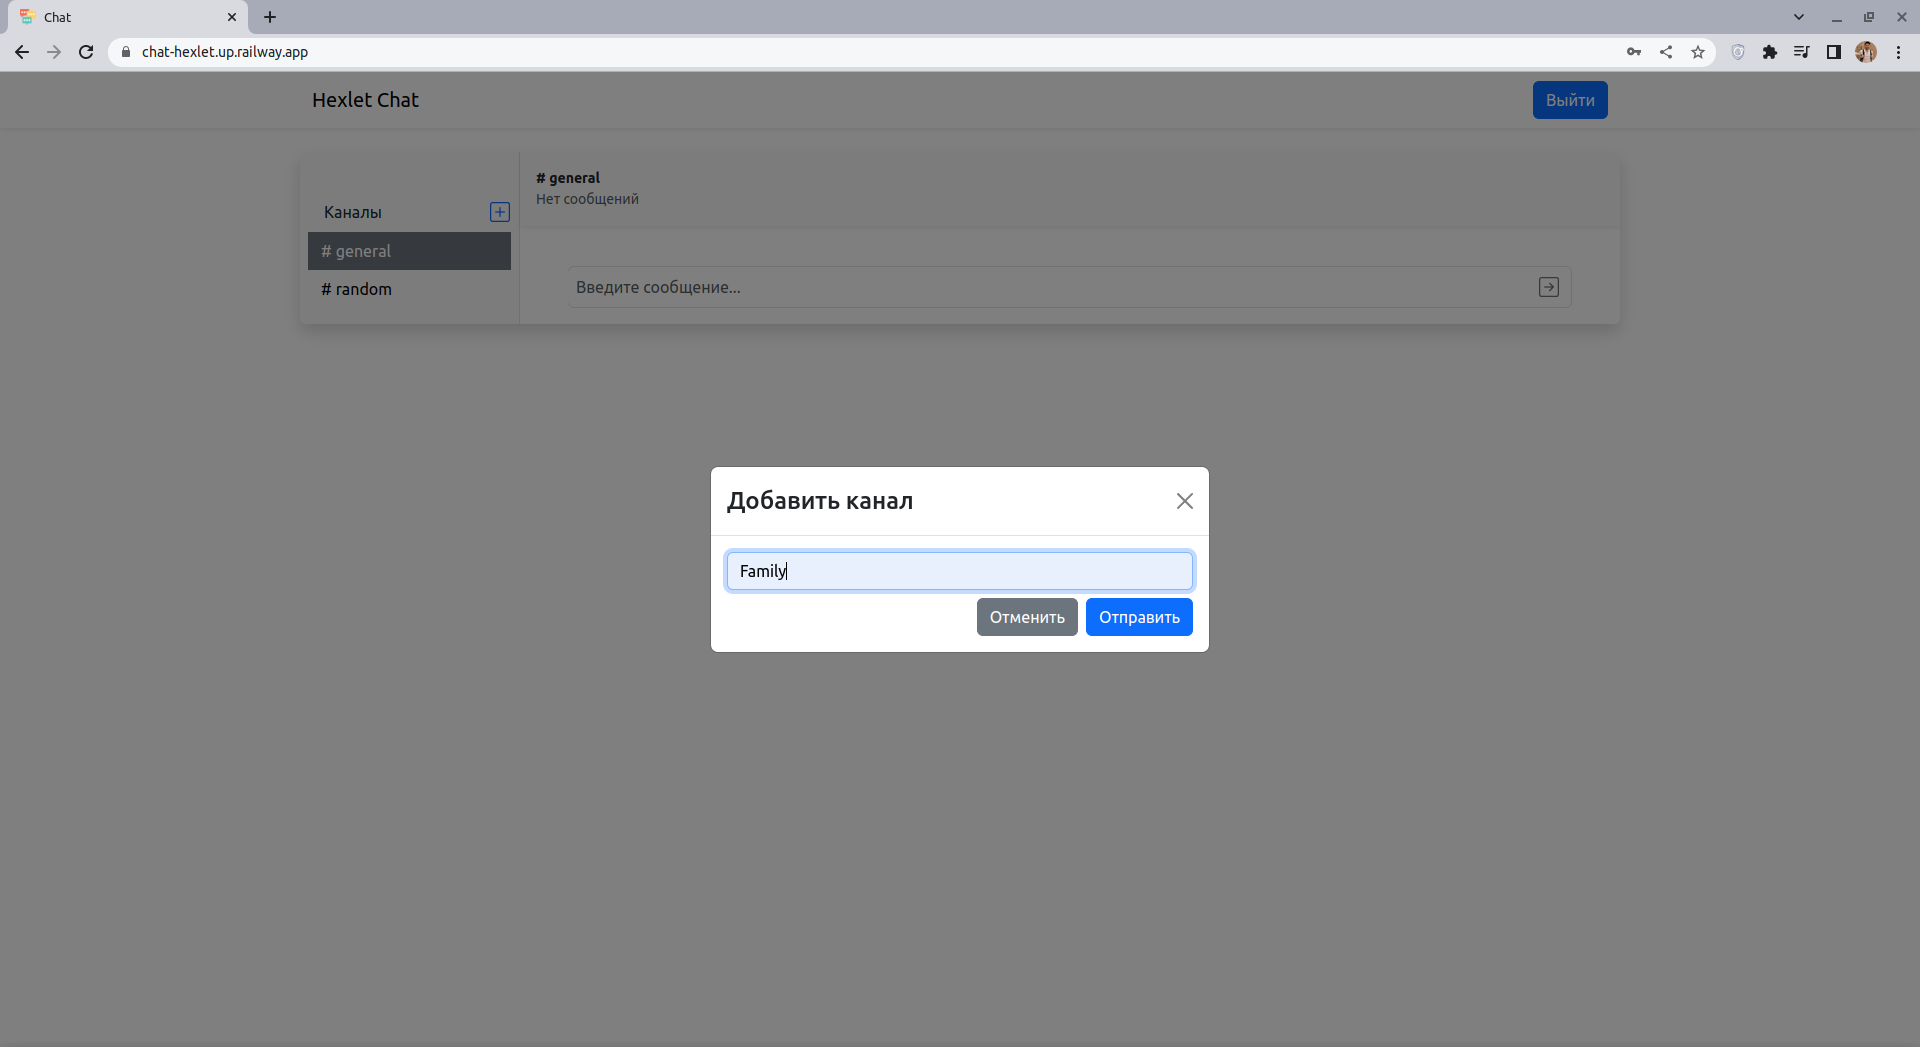 Chat
chat-hexlet.up.railway.app
Hexlet Chat
Выйти
Каналы
# general
# random
# general
Нет сообщений
Введите сообщение...
Добавить канал
Family
Отменить
Отправить